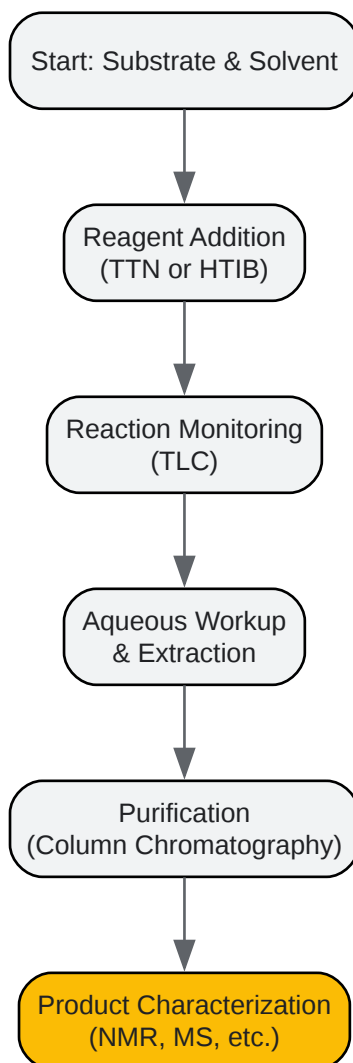 Start: Substrate & Solvent
Reagent Addition
(TTN or HTIB)
Reaction Monitoring
(TLC)
Aqueous Workup
& Extraction
Purification
(Column Chromatography)
Product Characterization
(NMR, MS, etc.)